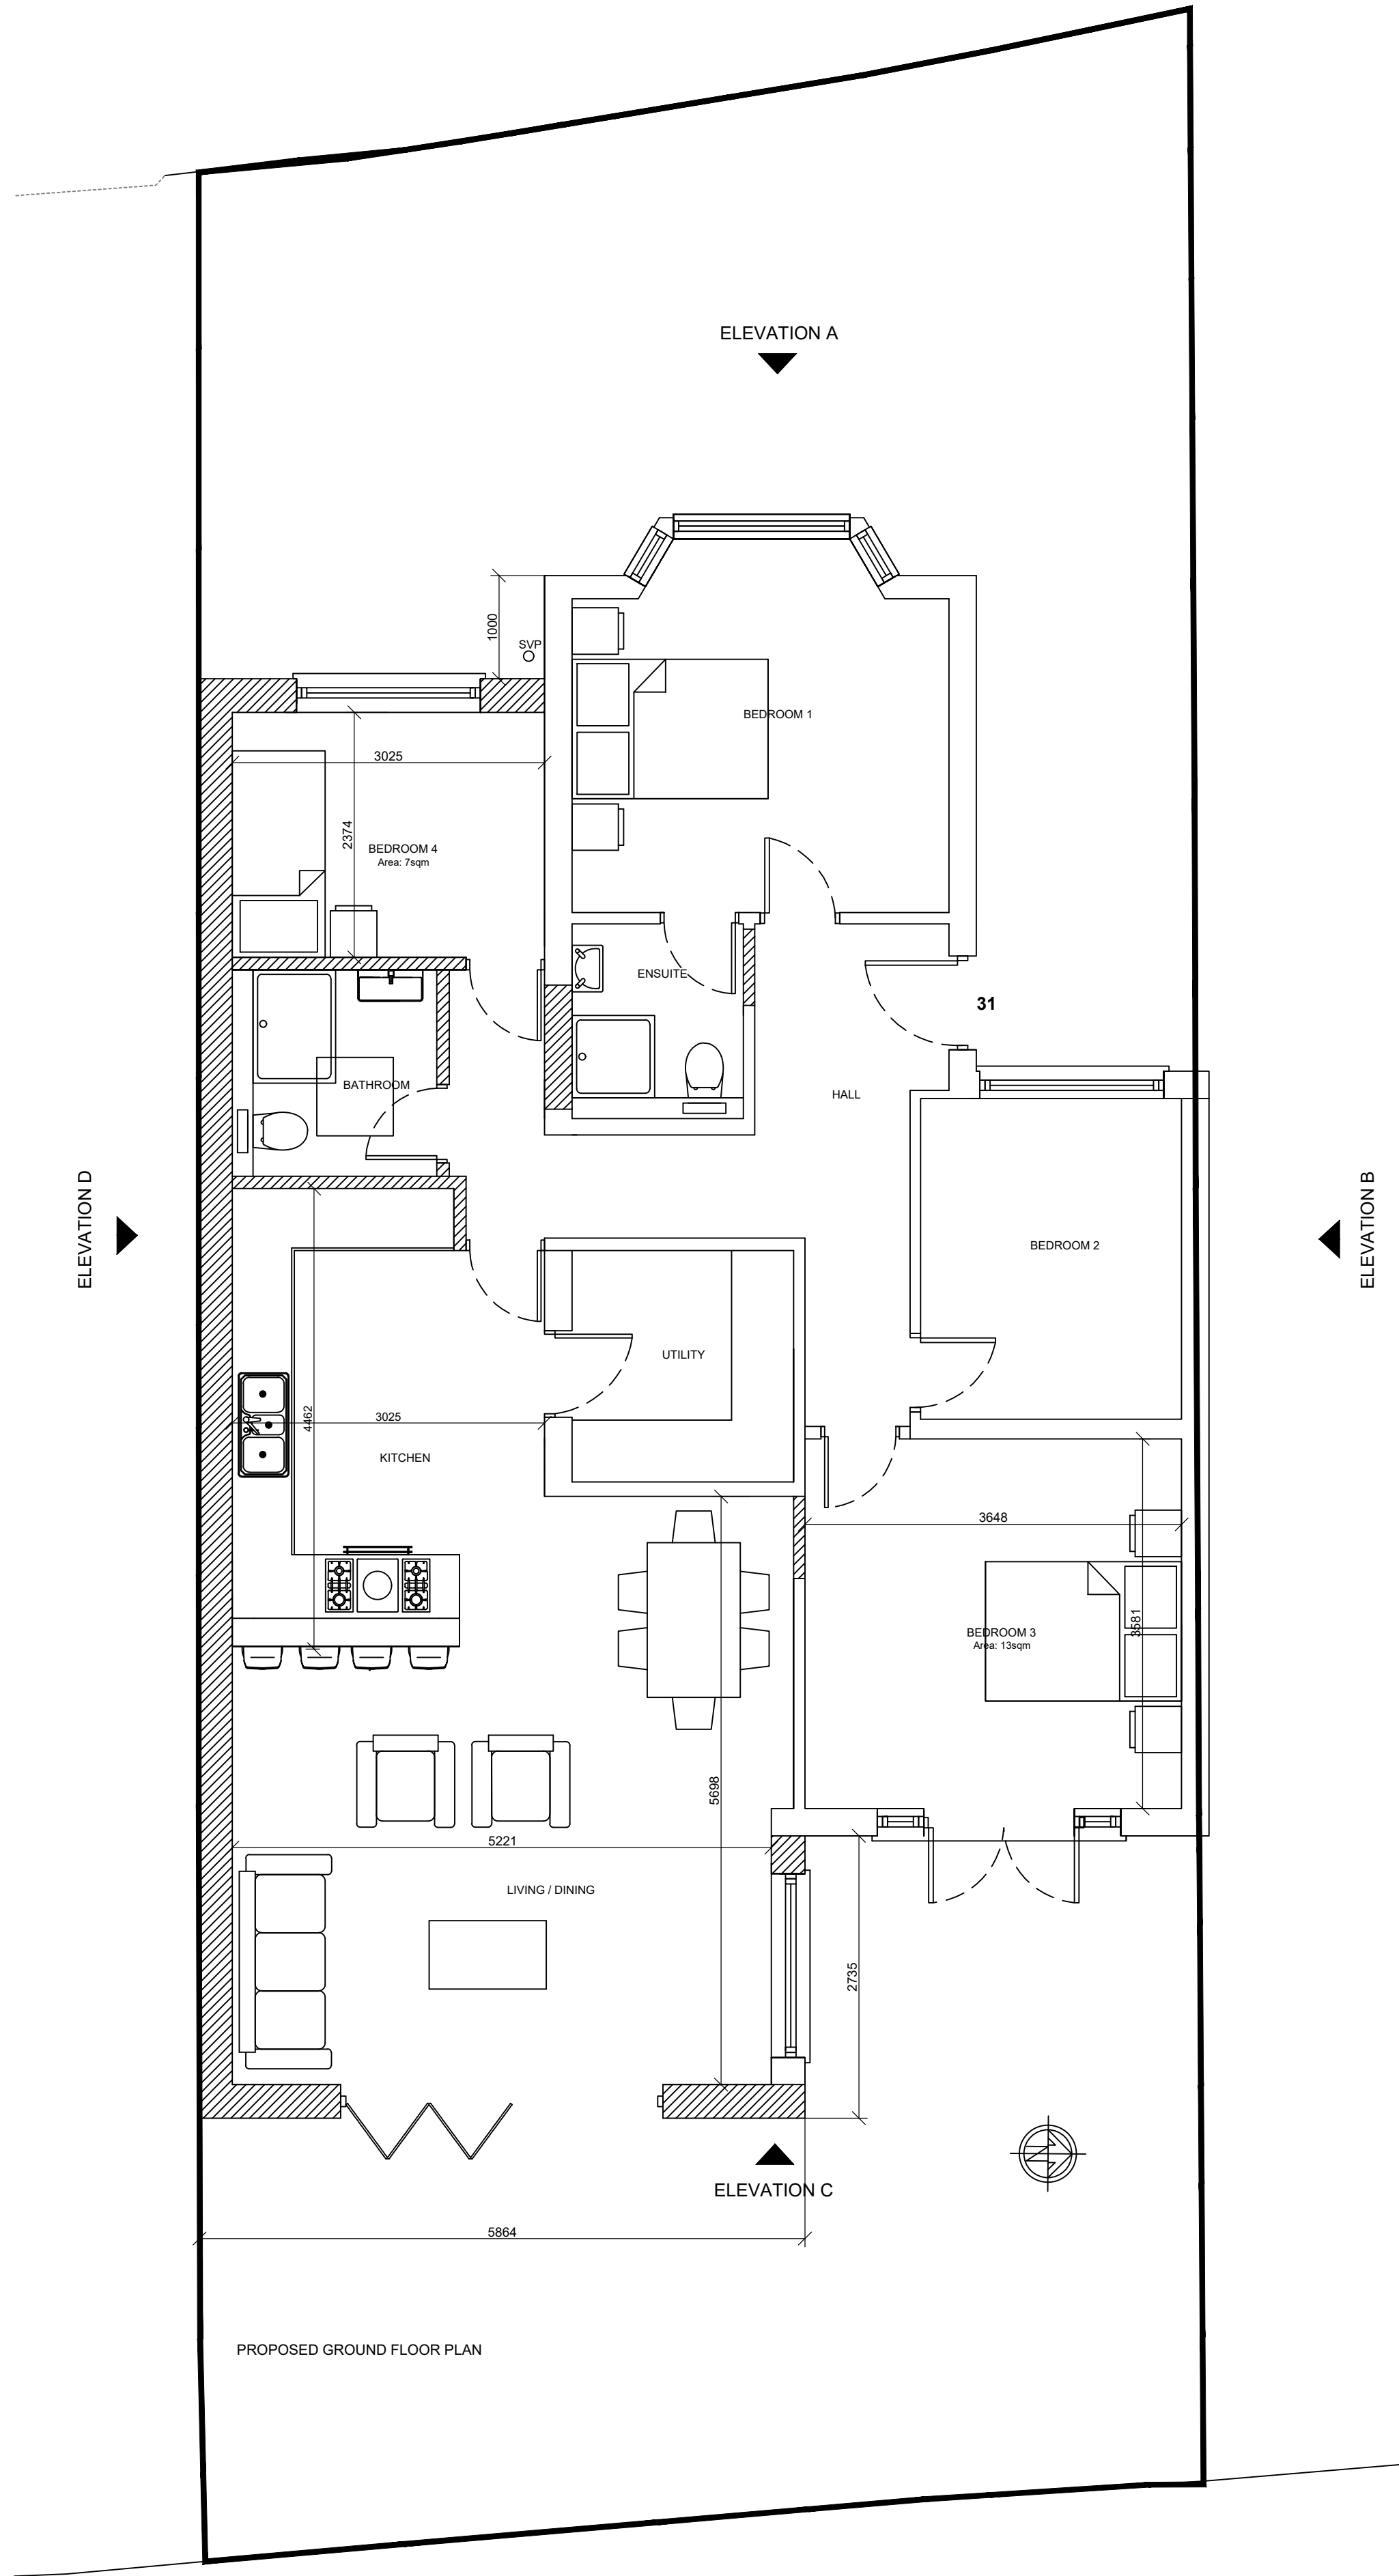 ELEVATION A
1000
SVP
BEDROOM 1
3025
2374
BEDROOM 4
Area: 7sqm
ENSUITE
31
BATHROOM
HALL
ELEVATION D
ELEVATION B
BEDROOM 2
UTILITY
4462
3025
KITCHEN
3648
BEDROOM 3
Area: 13sqm
3581
5698
5221
LIVING / DINING
2735
N
ELEVATION C
5864
PROPOSED GROUND FLOOR PLAN